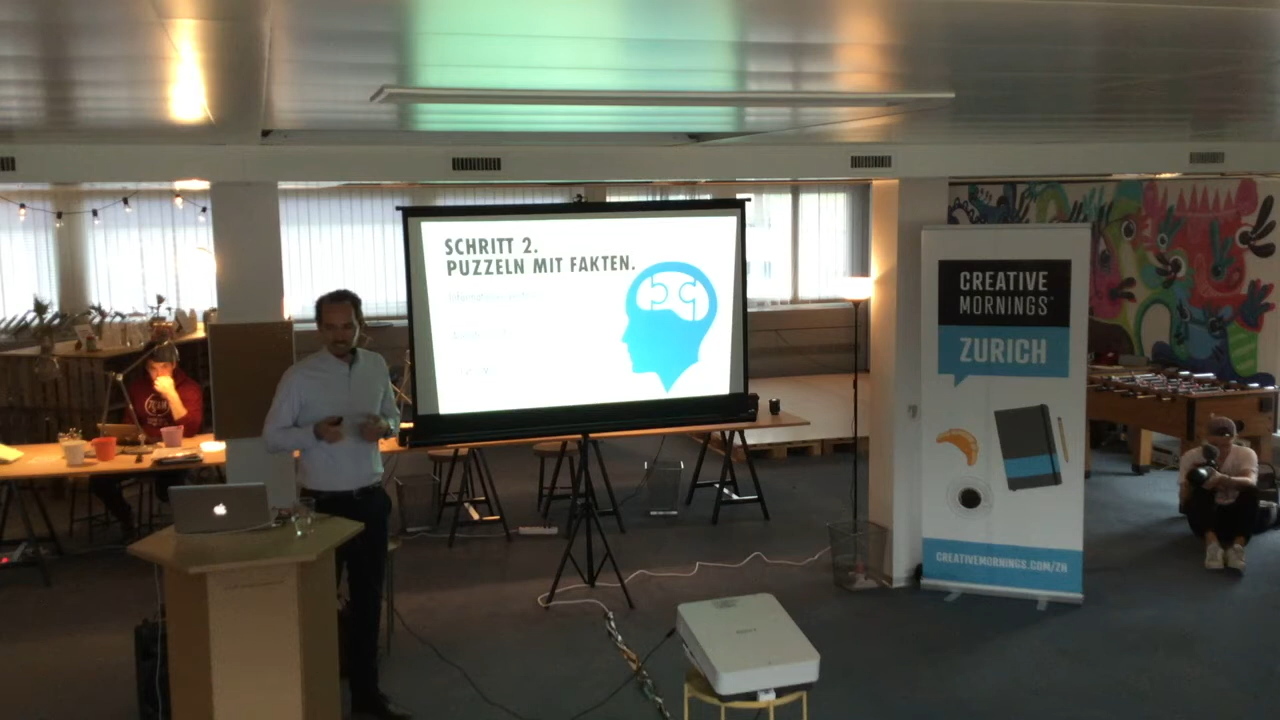 SCHRITT 2.
PUZZELN MIT FAKTEN.
CREATIVE
MORNINGS®
ZURICH
CREATIVEMORNINGS.COM/ZH